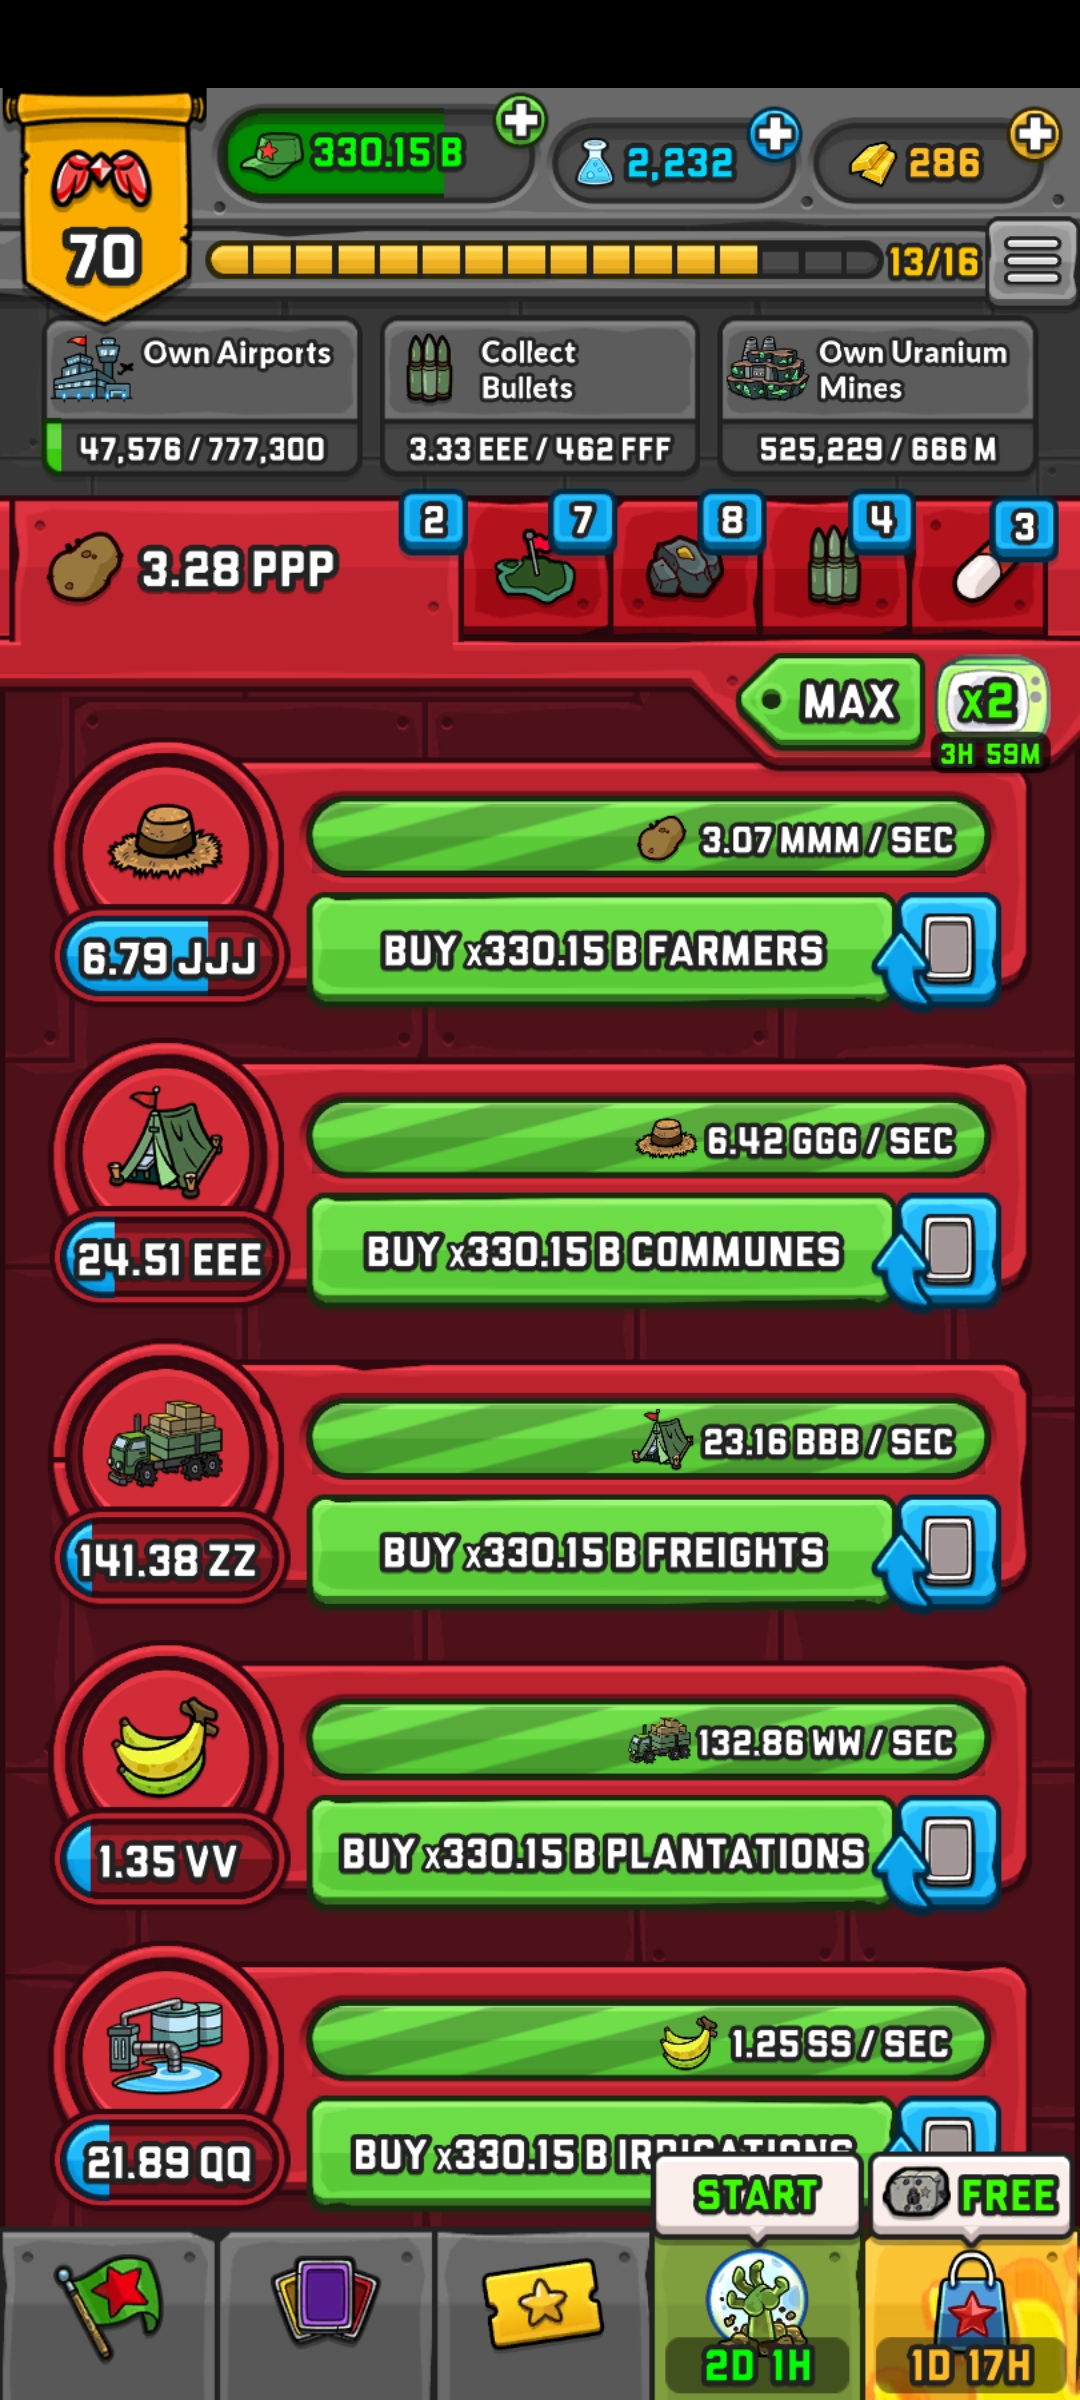 330.15 B
2,232
286
70
13/16
Own Airports
47,576 / 777,300
Collect
Bullets
3.33 EEE / 462 FFF
Own Uranium
Mines
525,229 / 666 M
3.28 PPP
2
7
8
4
3
MAX
x2
3H 59M
3.07 MMM / SEC
6.79 JJJ
BUY x330.15 B FARMERS
6.42 GGG / SEC
24.51 EEE
BUY x330.15 B COMMUNES
23.16 BBB / SEC
141.38 ZZ
BUY x330.15 B FREIGHTS
132.86 WW / SEC
1.35 VV
BUY x330.15 B PLANTATIONS
1.25 SS / SEC
21.89 QQ
BUY x330.15 B IRRIGATIONS
START
FREE
2D 1H
1D 17H